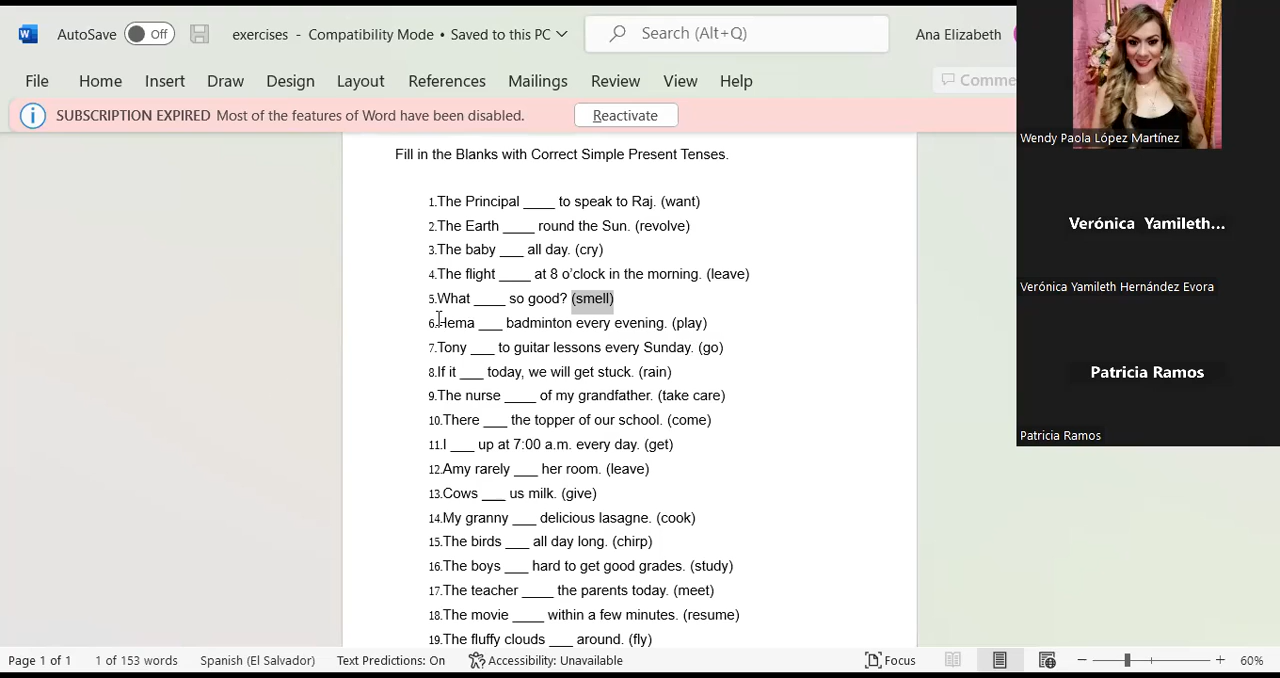 AutoSave Off exercises - Compatibility Mode • Saved to this PC Search (Alt+Q) Ana Elizabeth
File Home Insert Draw Design Layout References Mailings Review View Help Comme
SUBSCRIPTION EXPIRED Most of the features of Word have been disabled. Reactivate
Wendy Paola López Martínez
Fill in the Blanks with Correct Simple Present Tenses.
1.The Principal ____ to speak to Raj. (want)
2.The Earth ____ round the Sun. (revolve)
3.The baby ___ all day. (cry)
4.The flight ____ at 8 o’clock in the morning. (leave)
5.What ____ so good? (smell)
6.Hema ___ badminton every evening. (play)
7.Tony ___ to guitar lessons every Sunday. (go)
8.If it ___ today, we will get stuck. (rain)
9.The nurse ____ of my grandfather. (take care)
10.There ___ the topper of our school. (come)
11.I ___ up at 7:00 a.m. every day. (get)
12.Amy rarely ___ her room. (leave)
13.Cows ___ us milk. (give)
14.My granny ___ delicious lasagne. (cook)
15.The birds ___ all day long. (chirp)
16.The boys ___ hard to get good grades. (study)
17.The teacher ____ the parents today. (meet)
18.The movie ____ within a few minutes. (resume)
19.The fluffy clouds ___ around. (fly)
Verónica Yamileth...
Verónica Yamileth Hernández Evora
Patricia Ramos
Patricia Ramos
Page 1 of 1 1 of 153 words Spanish (El Salvador) Text Predictions: On Accessibility: Unavailable Focus 60%